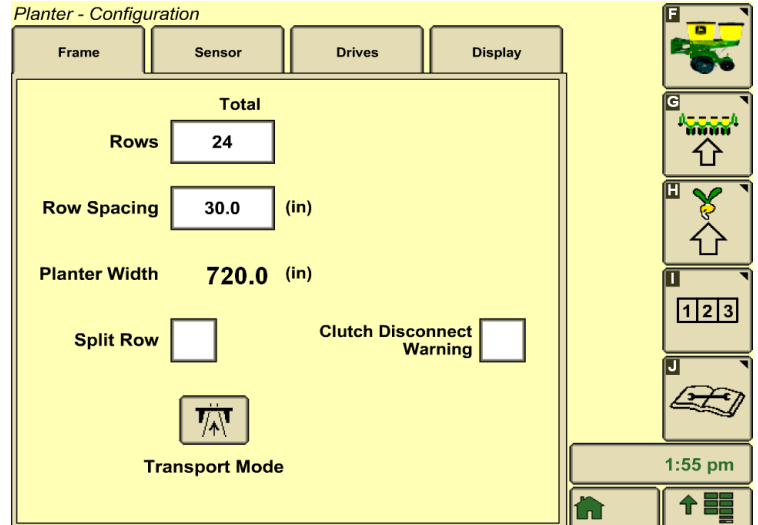 Planter - Configuration
Frame
Sensor
Drives
Display
Total
Rows 24
Row Spacing 30.0 (in)
Planter Width 720.0 (in)
Split Row
Clutch Disconnect
Warning
Transport Mode
F
G
H
I
1 2 3
J
1:55 pm